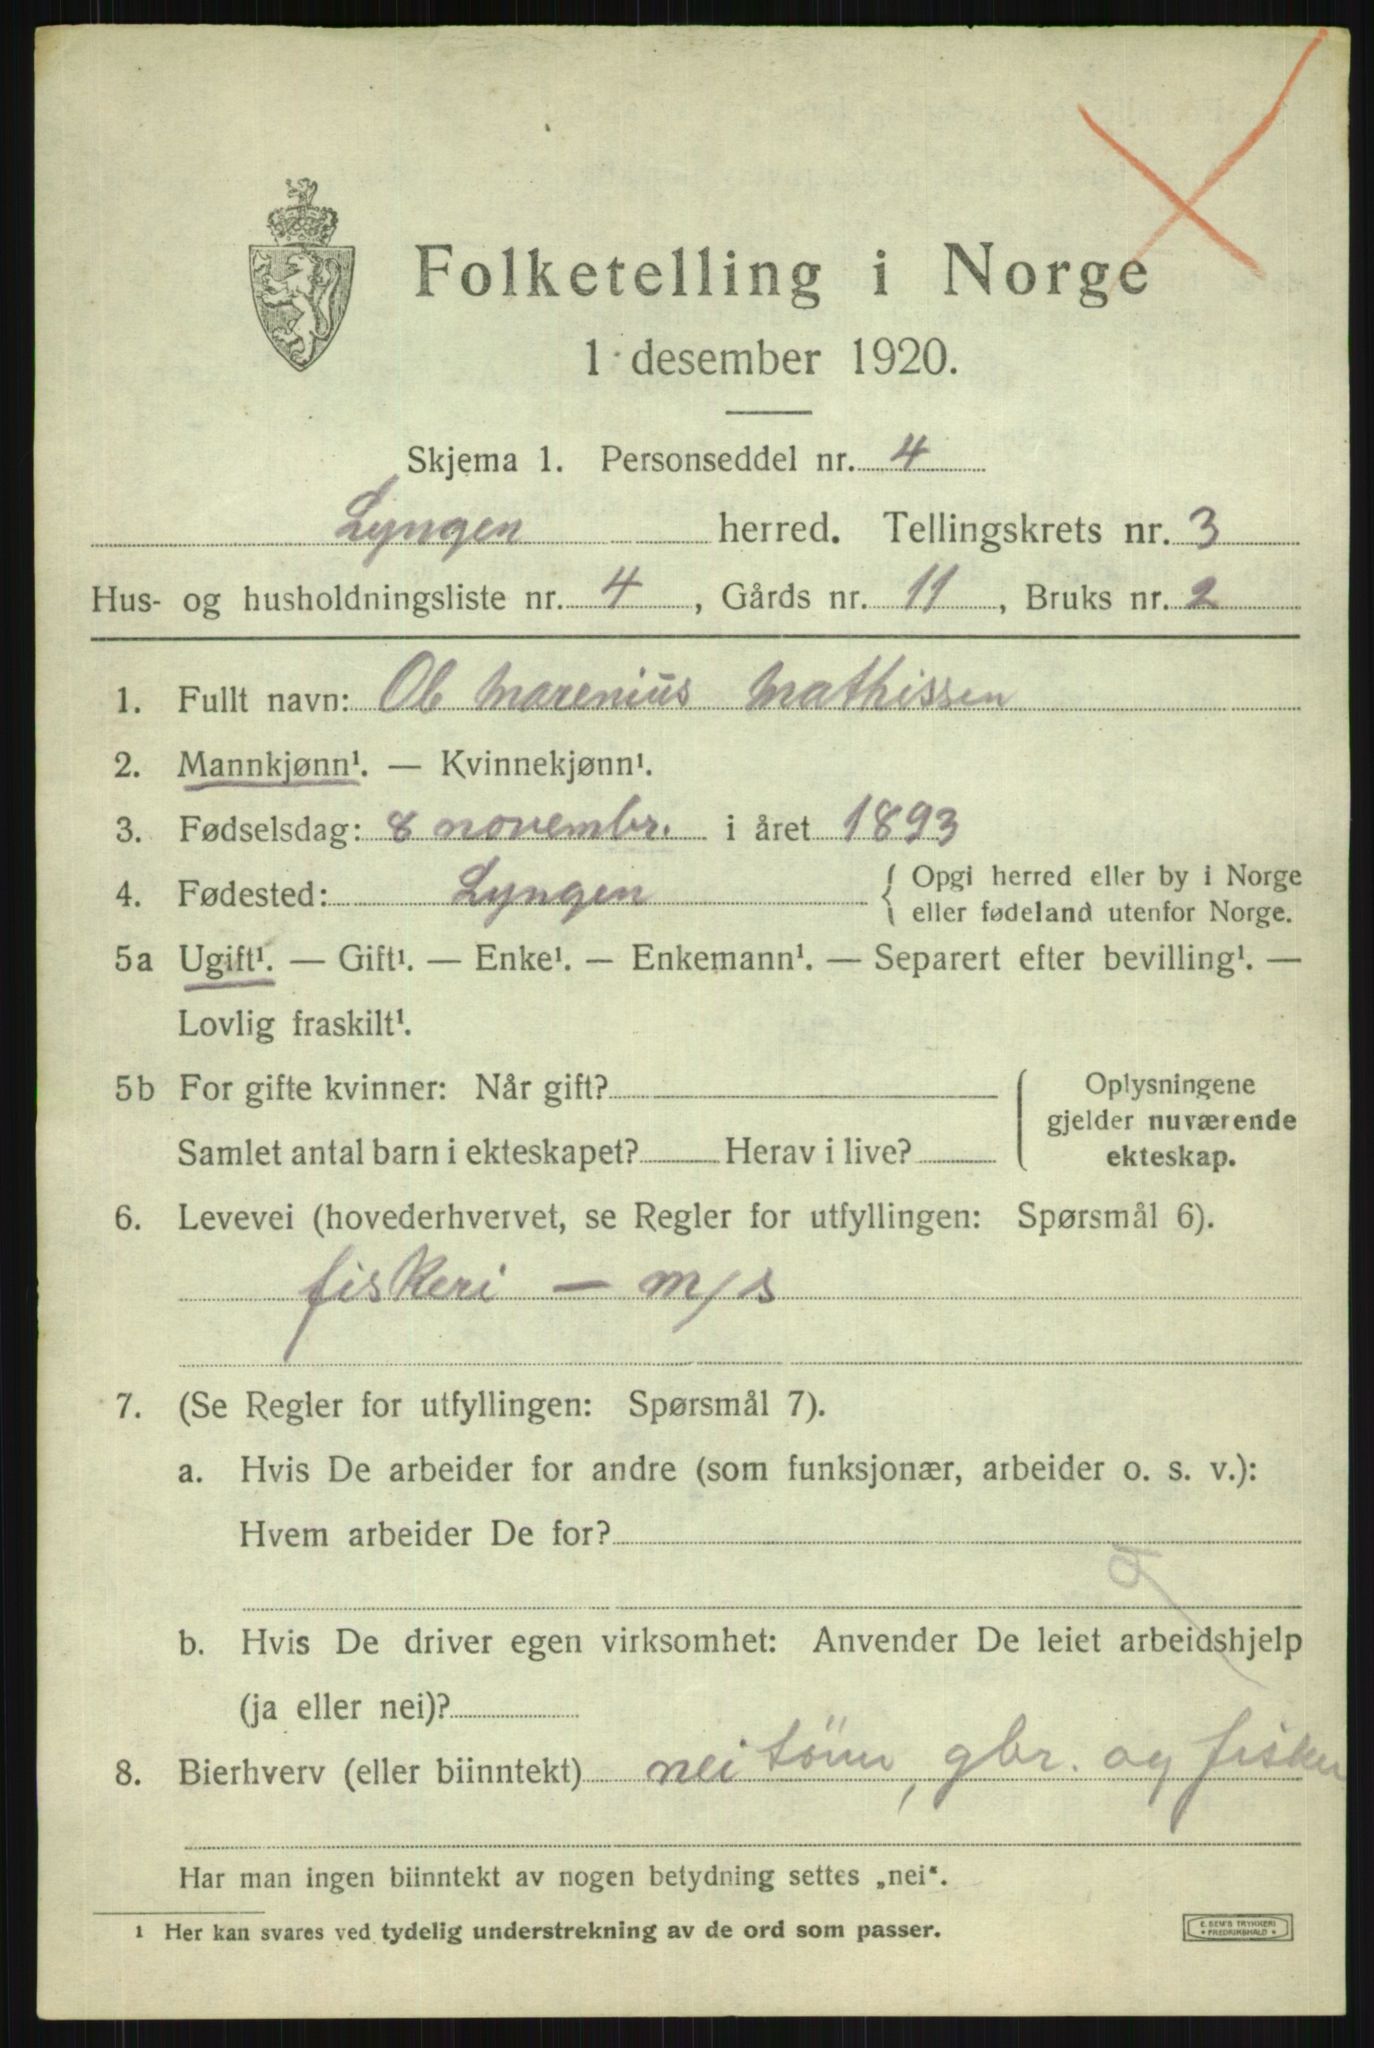 Folketelling i Norge
1 desember 1920.
Skjema 1. Personseddel nr. 4
Lyngen herred. Tellingskrets nr. 3
Hus- og husholdningsliste nr. 4, Gårds nr. 11, Bruks nr. 2
1. Fullt navn: Ole Marenius Mathissen
2. Mannkjønn¹. — Kvinnekjønn¹.
3. Fødselsdag: 8 novembr. i året 1893
4. Fødested: Lyngen { Opgi herred eller by i Norge
eller fødeland utenfor Norge.
5a Ugift¹. — Gift¹. — Enke¹. — Enkemann¹. — Separert efter bevilling¹. —
Lovlig fraskilt¹.
5b For gifte kvinner: Når gift?
Samlet antal barn i ekteskapet? Herav i live?
Oplysningene
gjelder nuværende
ekteskap.
6. Levevei (hovederhvervet, se Regler for utfyllingen: Spørsmål 6).
fiskeri — m/s
7. (Se Regler for utfyllingen: Spørsmål 7).
a. Hvis De arbeider for andre (som funksjonær, arbeider o. s. v.):
Hvem arbeider De for?
b. Hvis De driver egen virksomhet: Anvender De leiet arbeidshjelp
(ja eller nei)?
8. Bierhverv (eller biinntekt) nei töm, gbr. og fisker
Har man ingen biinntekt av nogen betydning settes „nei“.
¹ Her kan svares ved tydelig understrekning av de ord som passer.
E. SEM'S TRYKKERI
FREDRIKSHALD